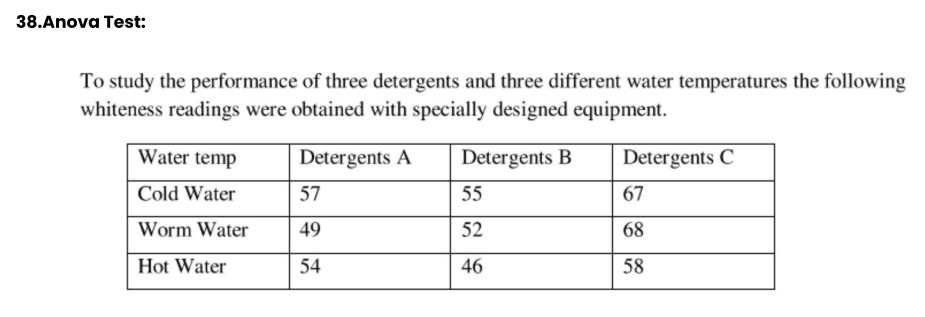 38.Anova Test:
To study the performance of three detergents and three different water temperatures the following
whiteness readings were obtained with specially designed equipment.
Water temp Detergents A Detergents B Detergents C
Cold Water 57 55 67
Worm Water 49 52 68
Hot Water 54 46 58